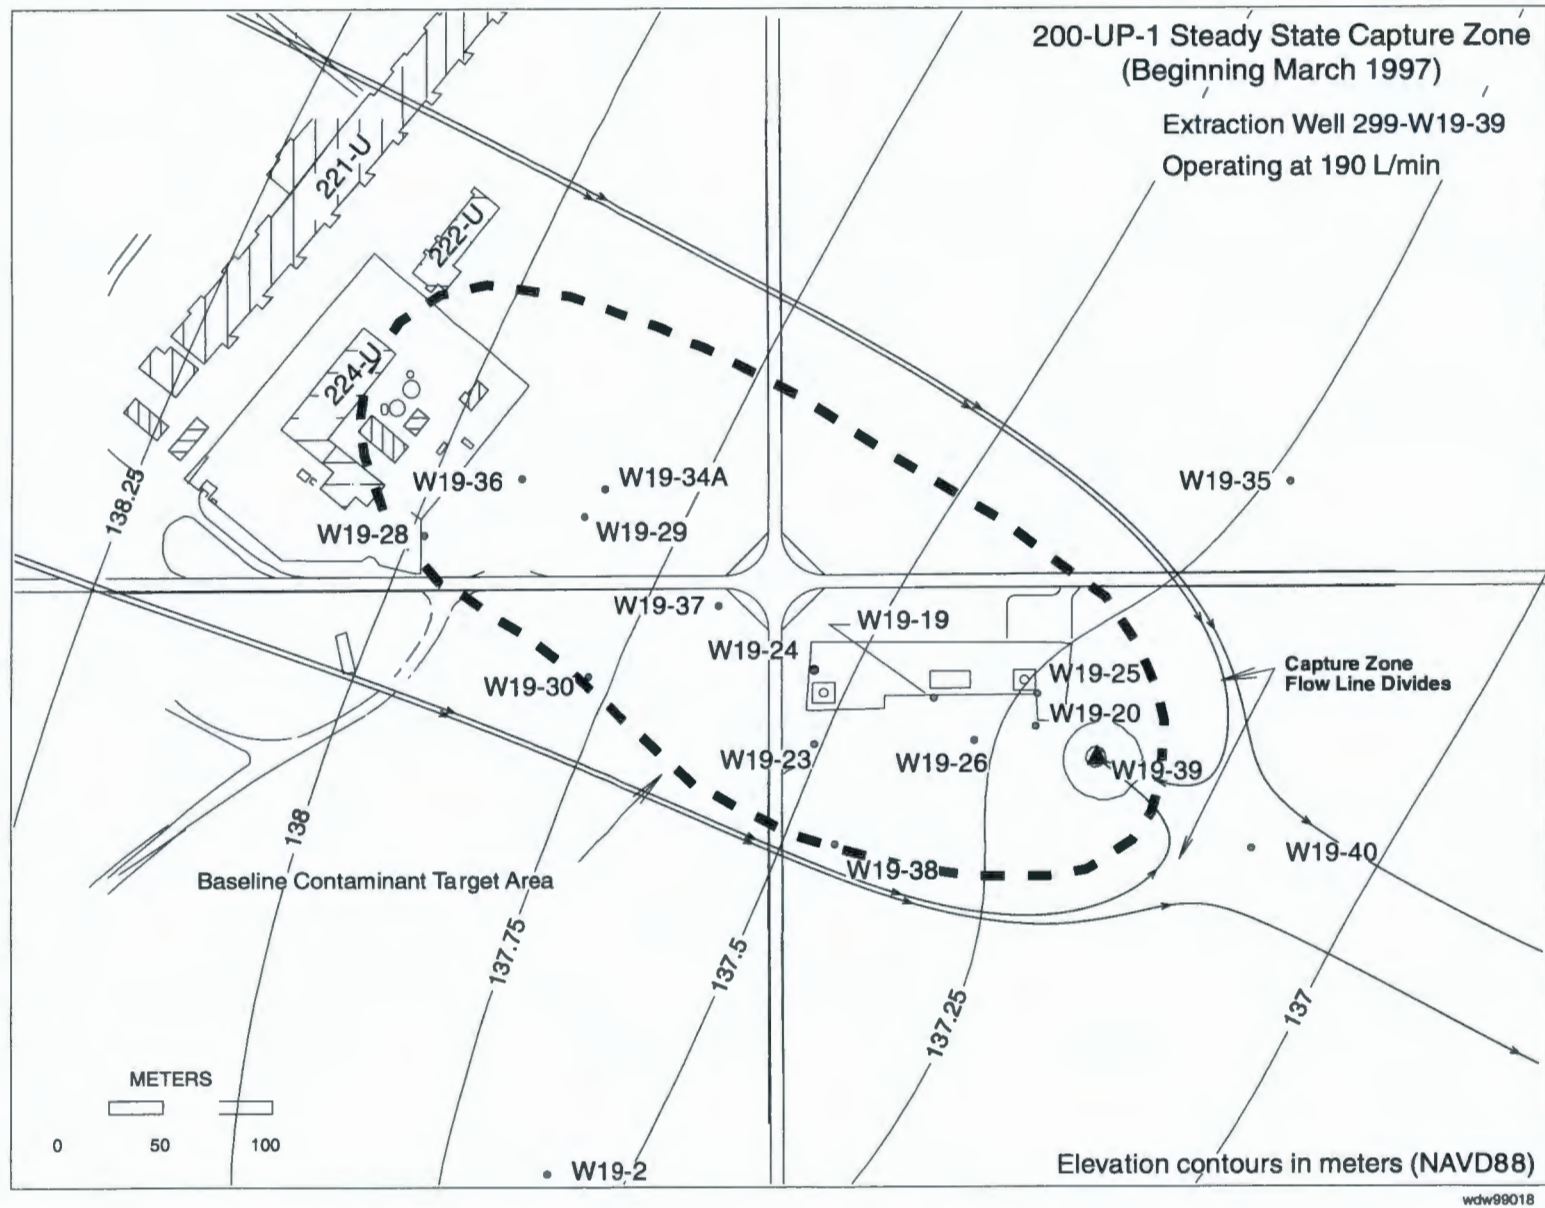 200-UP-1 Steady State Capture Zone
(Beginning March 1997)
Extraction Well 299-W19-39
Operating at 190 L/min
221-U
222-U
224-U
W19-36
W19-34A
W19-35
138.25
W19-28
W19-29
W19-37
W19-19
W19-24
W19-25
Capture Zone
Flow Line Divides
W19-30
W19-20
W19-23
W19-26
W19-39
138
W19-38
W19-40
Baseline Contaminant Target Area
137.75
137.5
137.25
137
METERS
0 50 100
W19-2
Elevation contours in meters (NAVD88)
wdw99018